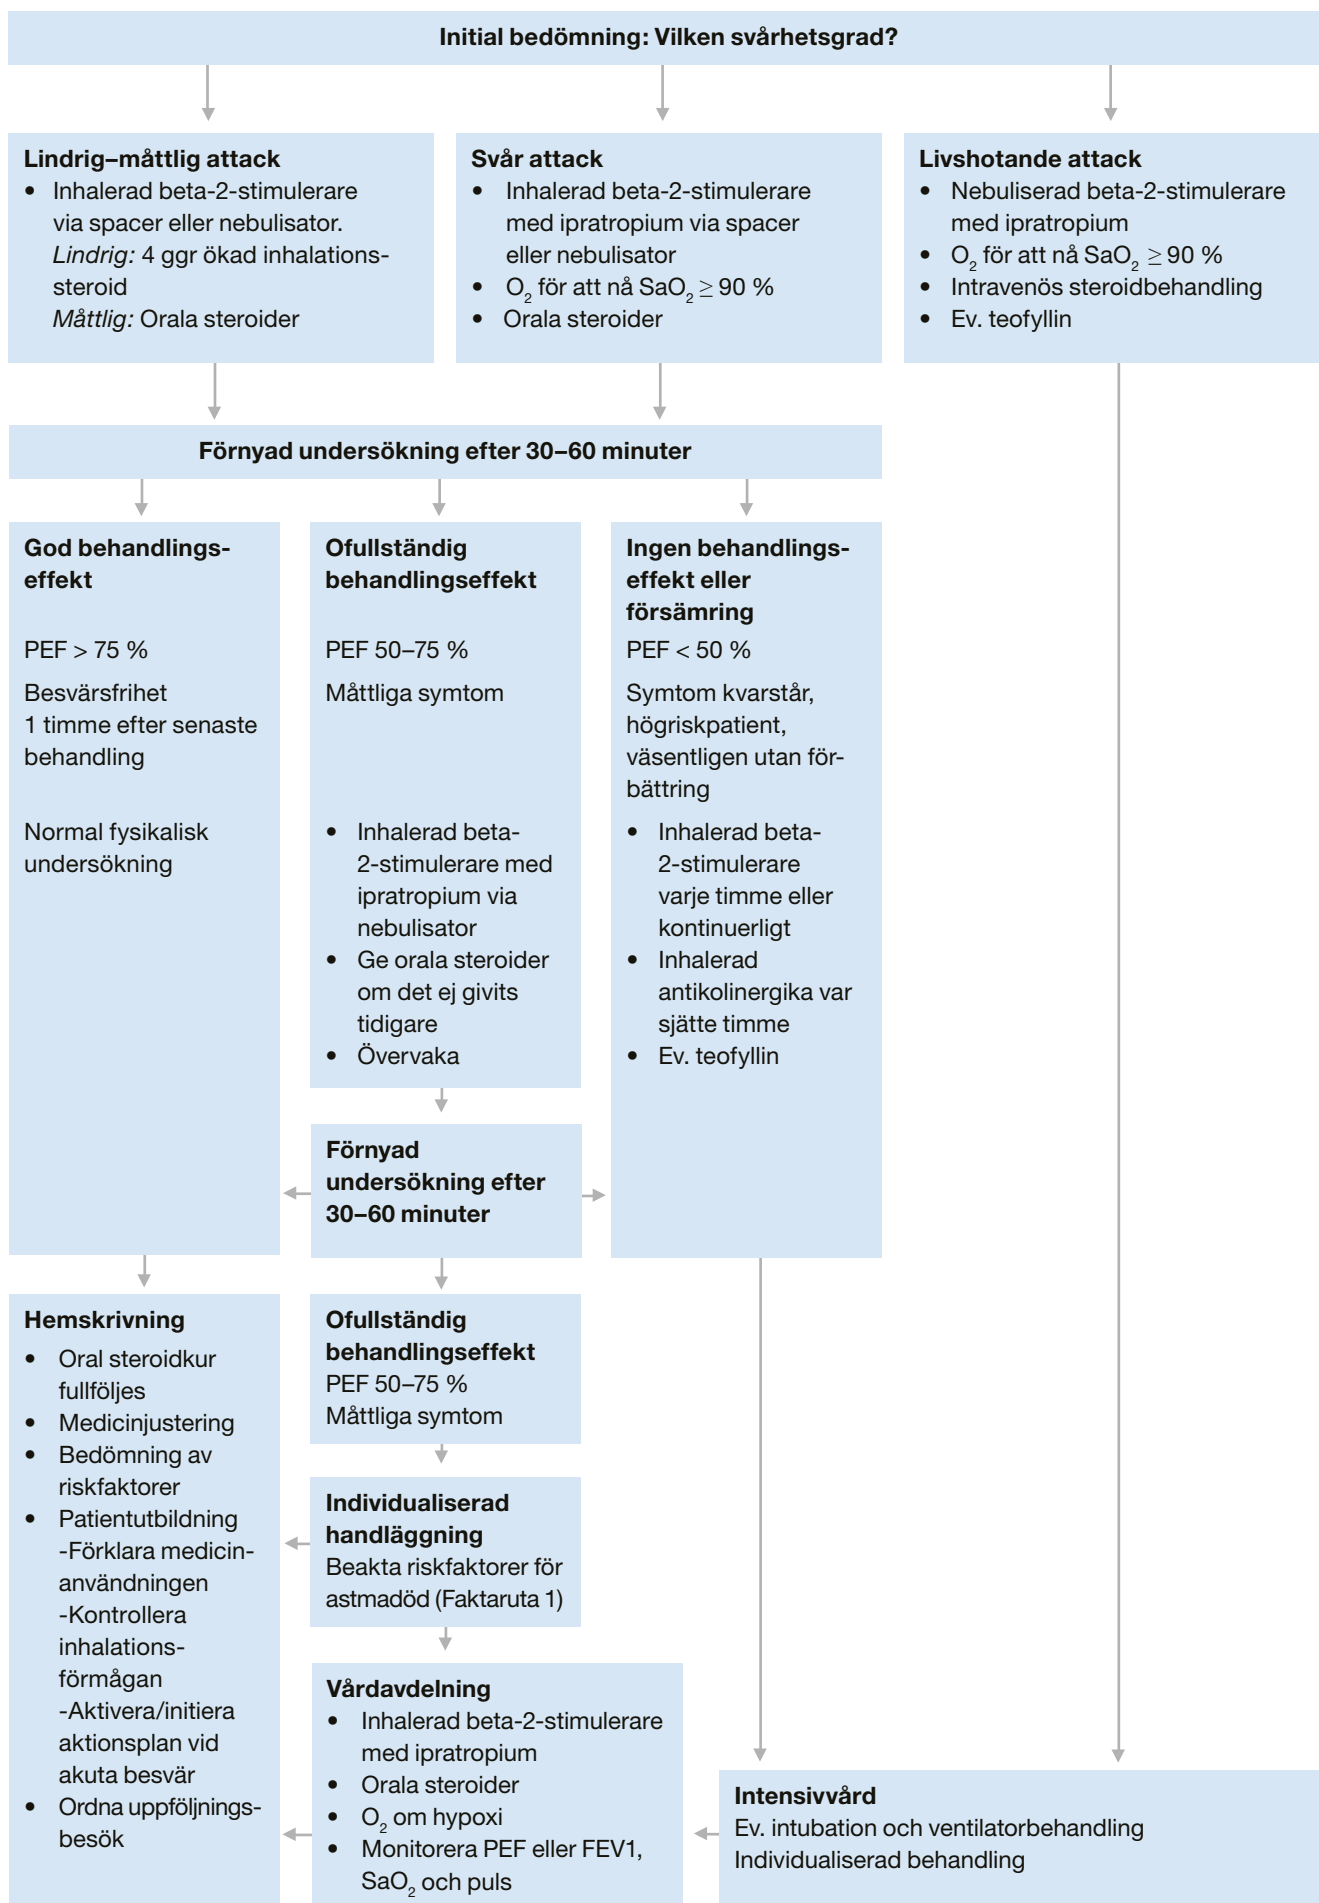 Initial bedömning: Vilken svårhetsgrad?
Lindrig–måttlig attack
• Inhalerad beta-2-stimulerare
via spacer eller nebulisator.
Lindrig: 4 ggr ökad inhalations-
steroid
Måttlig: Orala steroider
Svår attack
• Inhalerad beta-2-stimulerare
med ipratropium via spacer
eller nebulisator
• O₂ för att nå SaO₂ ≥ 90 %
• Orala steroider
Livshotande attack
• Nebuliserad beta-2-stimulerare
med ipratropium
• O₂ för att nå SaO₂ ≥ 90 %
• Intravenös steroidbehandling
• Ev. teofyllin
Förnyad undersökning efter 30–60 minuter
God behandlings-
effekt
PEF > 75 %
Besvärsfrihet
1 timme efter senaste
behandling
Normal fysikalisk
undersökning
Ofullständig
behandlingseffekt
PEF 50–75 %
Måttliga symtom
• Inhalerad beta-
2-stimulerare med
ipratropium via
nebulisator
• Ge orala steroider
om det ej givits
tidigare
• Övervaka
Ingen behandlings-
effekt eller
försämring
PEF < 50 %
Symtom kvarstår,
högriskpatient,
väsentligen utan för-
bättring
• Inhalerad beta-
2-stimulerare
varje timme eller
kontinuerligt
• Inhalerad
antikolinergika var
sjätte timme
• Ev. teofyllin
Förnyad
undersökning efter
30–60 minuter
Hemskrivning
• Oral steroidkur
fullföljes
• Medicinjustering
• Bedömning av
riskfaktorer
• Patientutbildning
-Förklara medicin-
användningen
-Kontrollera
inhalations-
förmågan
-Aktivera/initiera
aktionsplan vid
akuta besvär
• Ordna uppföljnings-
besök
Ofullständig
behandlingseffekt
PEF 50–75 %
Måttliga symtom
Individualiserad
handläggning
Beakta riskfaktorer för
astmadöd (Faktaruta 1)
Vårdavdelning
• Inhalerad beta-2-stimulerare
med ipratropium
• Orala steroider
• O₂ om hypoxi
• Monitorera PEF eller FEV1,
SaO₂ och puls
Intensivvård
Ev. intubation och ventilatorbehandling
Individualiserad behandling